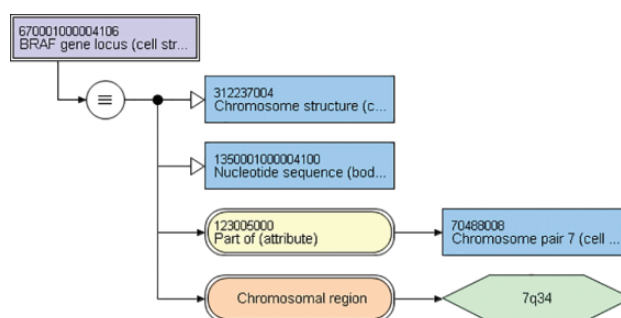 670001000004106
BRAF gene locus (cell str...
≡
312237004
Chromosome structure (c...
1350001000004100
Nucleotide sequence (bod...
123005000
Part of (attribute)
70488008
Chromosome pair 7 (cell ...
Chromosomal region
7q34